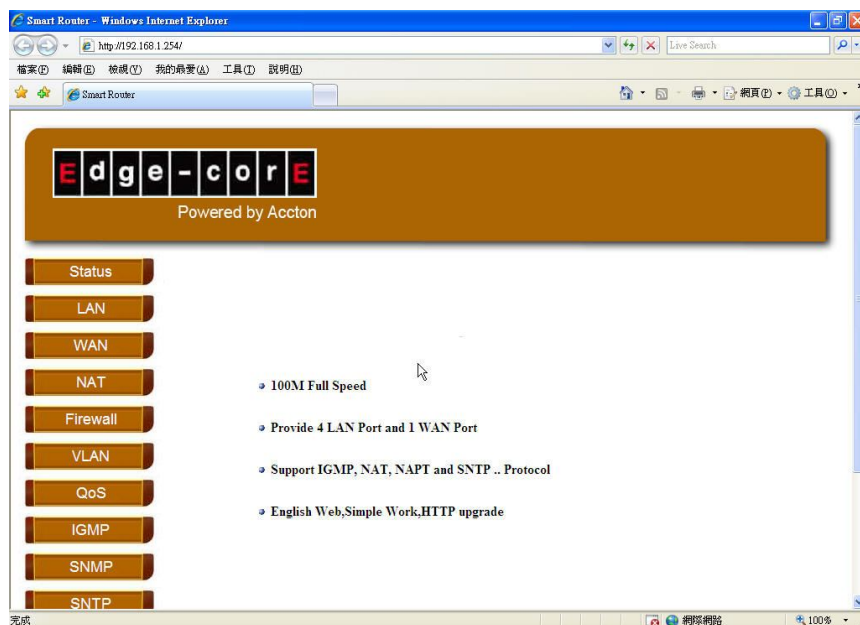 Smart Router - Windows Internet Explorer
http://192.168.1.254/
Live Search
檔案(F) 編輯(E) 檢視(V) 我的最愛(A) 工具(T) 說明(H)
Smart Router
網頁(P) 工具(O)
Edge-corE
Powered by Accton
Status
LAN
WAN
NAT
100M Full Speed
Firewall
Provide 4 LAN Port and 1 WAN Port
VLAN
Support IGMP, NAT, NAPT and SNTP .. Protocol
QoS
English Web,Simple Work,HTTP upgrade
IGMP
SNMP
SNTP
完成
網際網路
100%